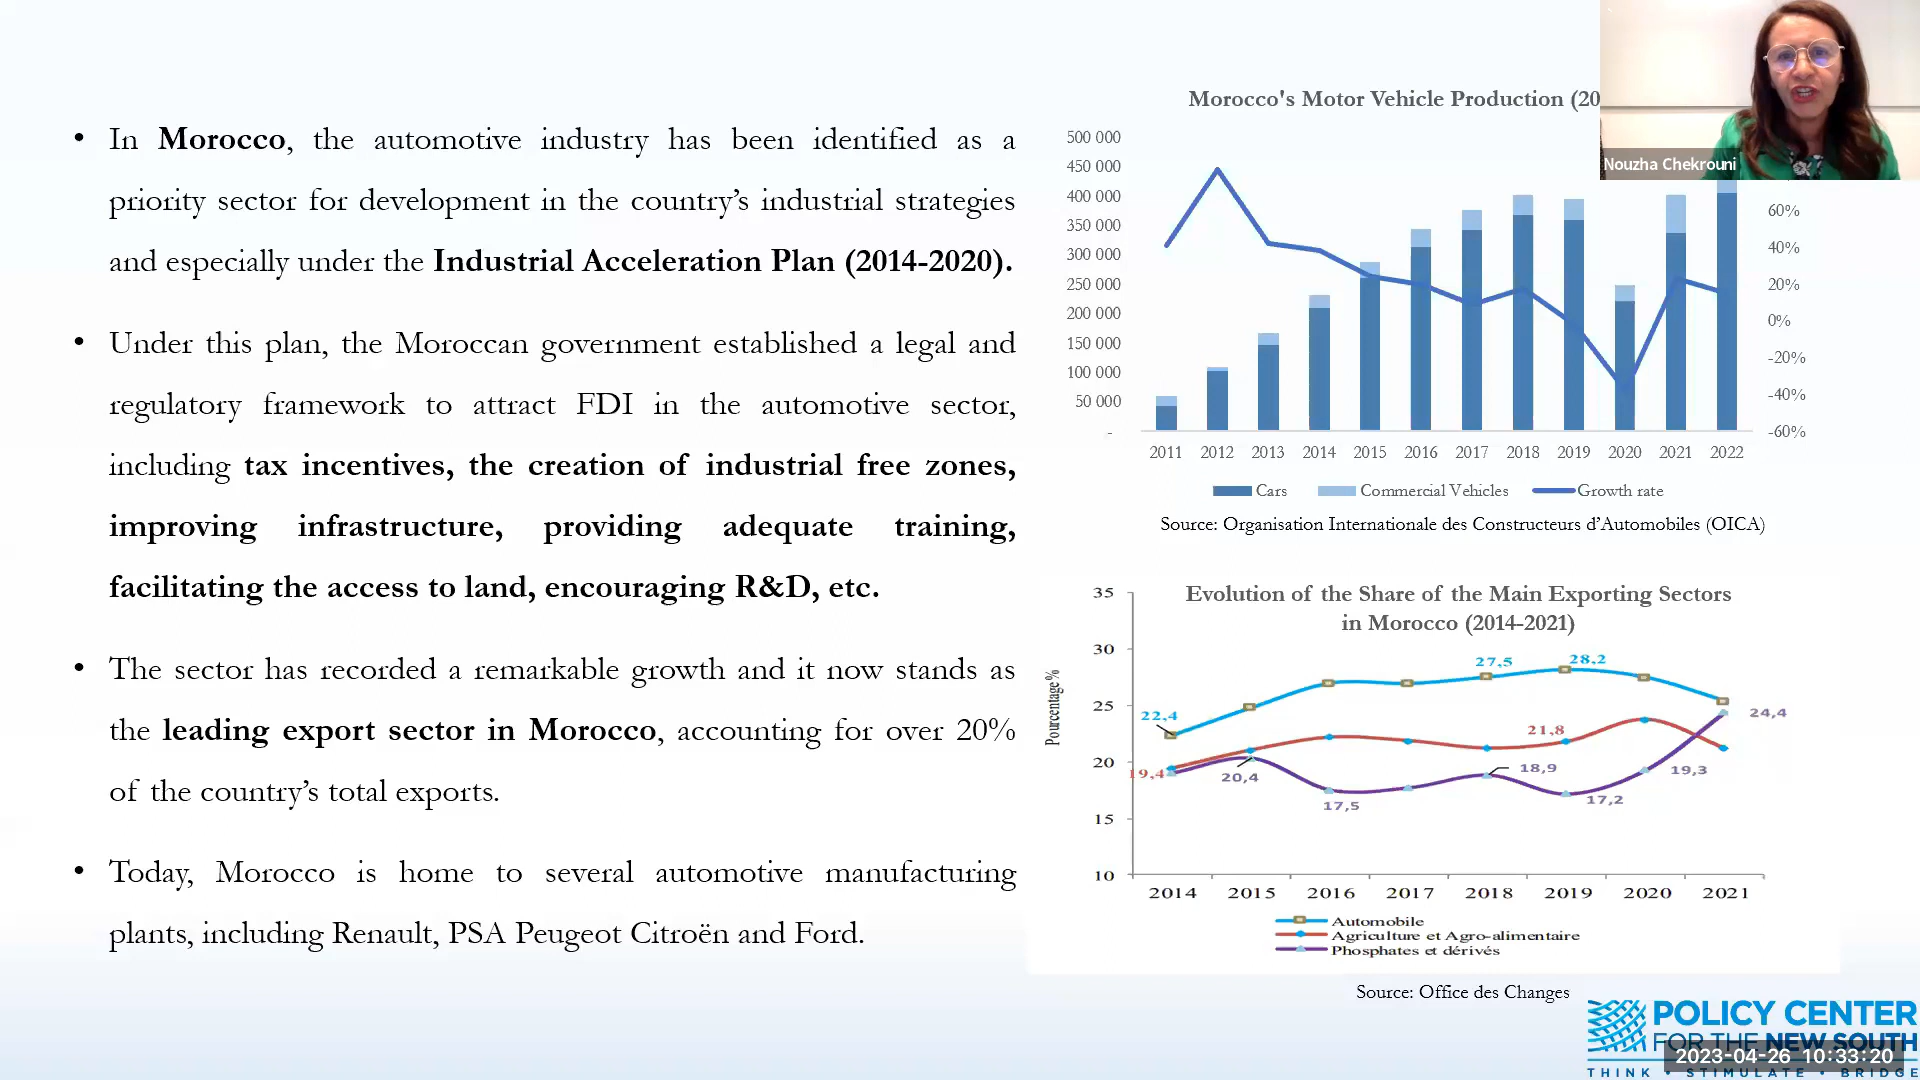 • In Morocco, the automotive industry has been identified as a
priority sector for development in the country’s industrial strategies
and especially under the Industrial Acceleration Plan (2014-2020).
• Under this plan, the Moroccan government established a legal and
regulatory framework to attract FDI in the automotive sector,
including tax incentives, the creation of industrial free zones,
improving infrastructure, providing adequate training,
facilitating the access to land, encouraging R&D, etc.
• The sector has recorded a remarkable growth and it now stands as
the leading export sector in Morocco, accounting for over 20%
of the country’s total exports.
• Today, Morocco is home to several automotive manufacturing
plants, including Renault, PSA Peugeot Citroën and Ford.
Morocco's Motor Vehicle Production (20
Nouzha Chekrouni
500 000
450 000
400 000
350 000
300 000
250 000
200 000
150 000
100 000
50 000
-
60%
40%
20%
0%
-20%
-40%
-60%
2011 2012 2013 2014 2015 2016 2017 2018 2019 2020 2021 2022
Cars Commercial Vehicles Growth rate
Source: Organisation Internationale des Constructeurs d’Automobiles (OICA)
Evolution of the Share of the Main Exporting Sectors
in Morocco (2014-2021)
Pourcentage %
35
30
25
20
15
10
22,4
27,5
28,2
19,4
21,8
20,4
17,5
18,9
17,2
19,3
24,4
2014 2015 2016 2017 2018 2019 2020 2021
Automobile
Agriculture et Agro-alimentaire
Phosphates et dérivés
Source: Office des Changes
POLICY CENTER
FOR THE NEW SOUTH
2023-04-26 10:33:20
THINK • STIMULATE • BRIDGE